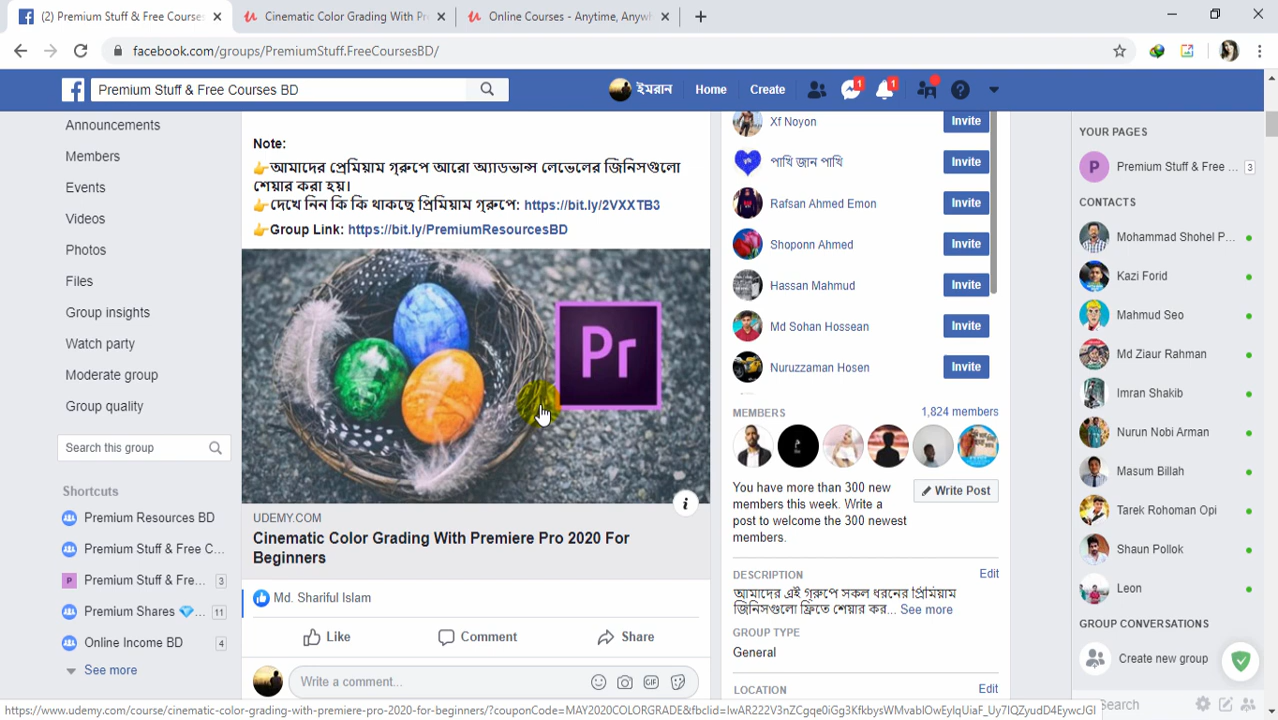 (2) Premium Stuff & Free Courses
Cinematic Color Grading With Pr
Online Courses - Anytime, Anywh
facebook.com/groups/PremiumStuff.FreeCoursesBD/
Premium Stuff & Free Courses BD
ইমরান
Home
Create
1
1
Announcements
Members
Events
Videos
Photos
Files
Group insights
Watch party
Moderate group
Group quality
Search this group
Shortcuts
Premium Resources BD
Premium Stuff & Free C...
P Premium Stuff & Fre... 3
Premium Shares 💎... 11
Online Income BD 4
See more
Note:
👉আমাদের প্রেমিয়াম গ্রুপে আরো অ্যাডভান্স লেভেলের জিনিসগুলো
শেয়ার করা হয়।
👉দেখে নিন কি কি থাকছে প্রিমিয়াম গ্রুপে: https://bit.ly/2VXXTB3
👉Group Link: https://bit.ly/PremiumResourcesBD
Pr
i
UDEMY.COM
Cinematic Color Grading With Premiere Pro 2020 For
Beginners
Md. Shariful Islam
Like
Comment
Share
Write a comment...
GIF
Xf Noyon Invite
পাখি জান পাখি Invite
Rafsan Ahmed Emon Invite
Shoponn Ahmed Invite
Hassan Mahmud Invite
Md Sohan Hossean Invite
Nuruzzaman Hosen Invite
MEMBERS 1,824 members
You have more than 300 new
members this week. Write a
post to welcome the 300 newest
members.
Write Post
DESCRIPTION Edit
আমাদের এই গ্রুপে সকল ধরনের প্রিমিয়াম
জিনিসগুলো ফ্রিতে শেয়ার কর... See more
GROUP TYPE
General
LOCATION Edit
YOUR PAGES
P Premium Stuff & Free ... 3
CONTACTS
Mohammad Shohel P...
Kazi Forid
Mahmud Seo
Md Ziaur Rahman
Imran Shakib
Nurun Nobi Arman
Masum Billah
Tarek Rohoman Opi
Shaun Pollok
Leon
GROUP CONVERSATIONS
Create new group
Search
https://www.udemy.com/course/cinematic-color-grading-with-premiere-pro-2020-for-beginners/?couponCode=MAY2020COLORGRADE&fbclid=IwAR222V3nZCgqe0iGg3KfkbysWMvablOwEyIqUiaF_Uy7IQZyudD4EywcJGI